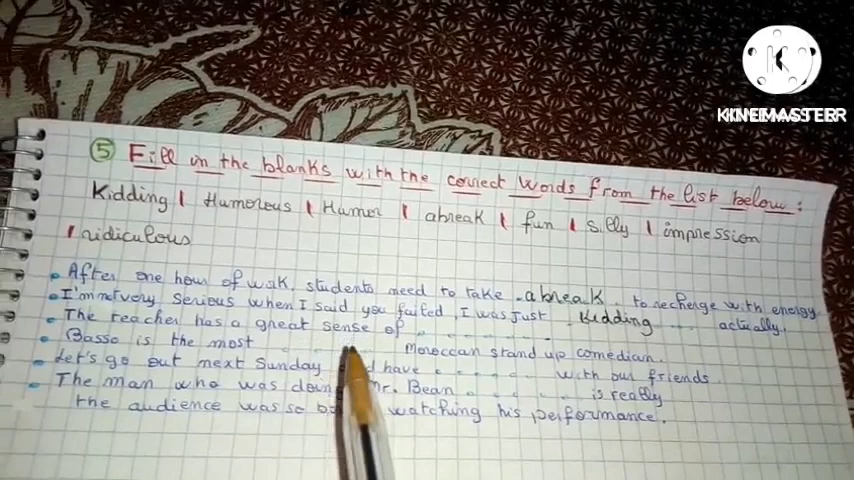 KINEMASTER
⑤ Fill in the blanks with the correct words from the list below:
Kidding | Humorous | Humor | abreak | fun | silly | impression
| ridiculous
• After one hour of wok, students need to take .abreak. to recherge with energy.
• I'm not very serious when I said you failed, I was Just .Kidding...... actually.
• The teacher has a great sense of .......
• Basso is the most ....... Moroccan stand up comedian.
• Let's go out next Sunday have ....... with our friends.
• The man who was Mr. Bean ....... is really
the audience was so watching his performance.